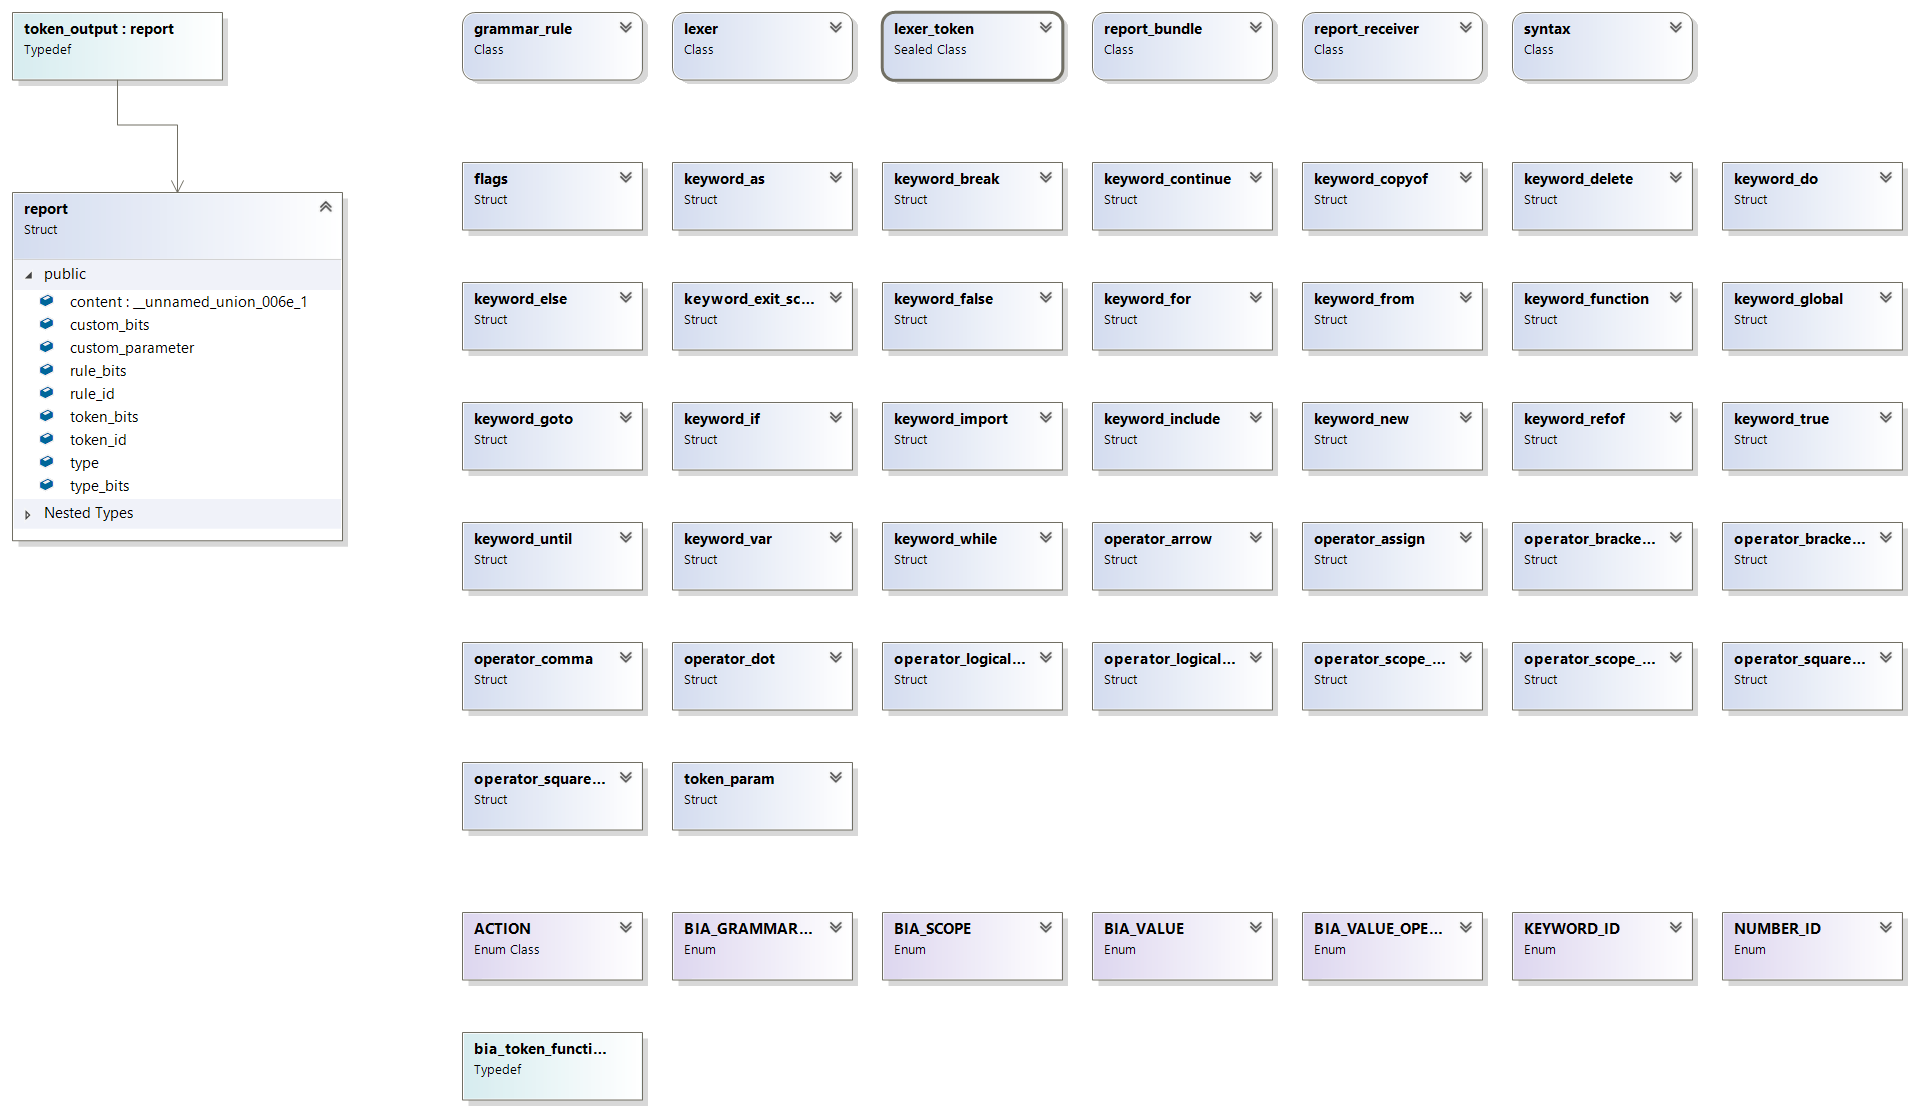 token_output : report
Typedef
report
Struct
public
content : __unnamed_union_006e_1
custom_bits
custom_parameter
rule_bits
rule_id
token_bits
token_id
type
type_bits
Nested Types
grammar_rule
Class
lexer
Class
lexer_token
Sealed Class
report_bundle
Class
report_receiver
Class
syntax
Class
flags
Struct
keyword_as
Struct
keyword_break
Struct
keyword_continue
Struct
keyword_copyof
Struct
keyword_delete
Struct
keyword_do
Struct
keyword_else
Struct
keyword_exit_sc...
Struct
keyword_false
Struct
keyword_for
Struct
keyword_from
Struct
keyword_function
Struct
keyword_global
Struct
keyword_goto
Struct
keyword_if
Struct
keyword_import
Struct
keyword_include
Struct
keyword_new
Struct
keyword_refof
Struct
keyword_true
Struct
keyword_until
Struct
keyword_var
Struct
keyword_while
Struct
operator_arrow
Struct
operator_assign
Struct
operator_bracke...
Struct
operator_bracke...
Struct
operator_comma
Struct
operator_dot
Struct
operator_logical...
Struct
operator_logical...
Struct
operator_scope_...
Struct
operator_scope_...
Struct
operator_square...
Struct
operator_square...
Struct
token_param
Struct
ACTION
Enum Class
BIA_GRAMMAR...
Enum
BIA_SCOPE
Enum
BIA_VALUE
Enum
BIA_VALUE_OPE...
Enum
KEYWORD_ID
Enum
NUMBER_ID
Enum
bia_token_functi...
Typedef